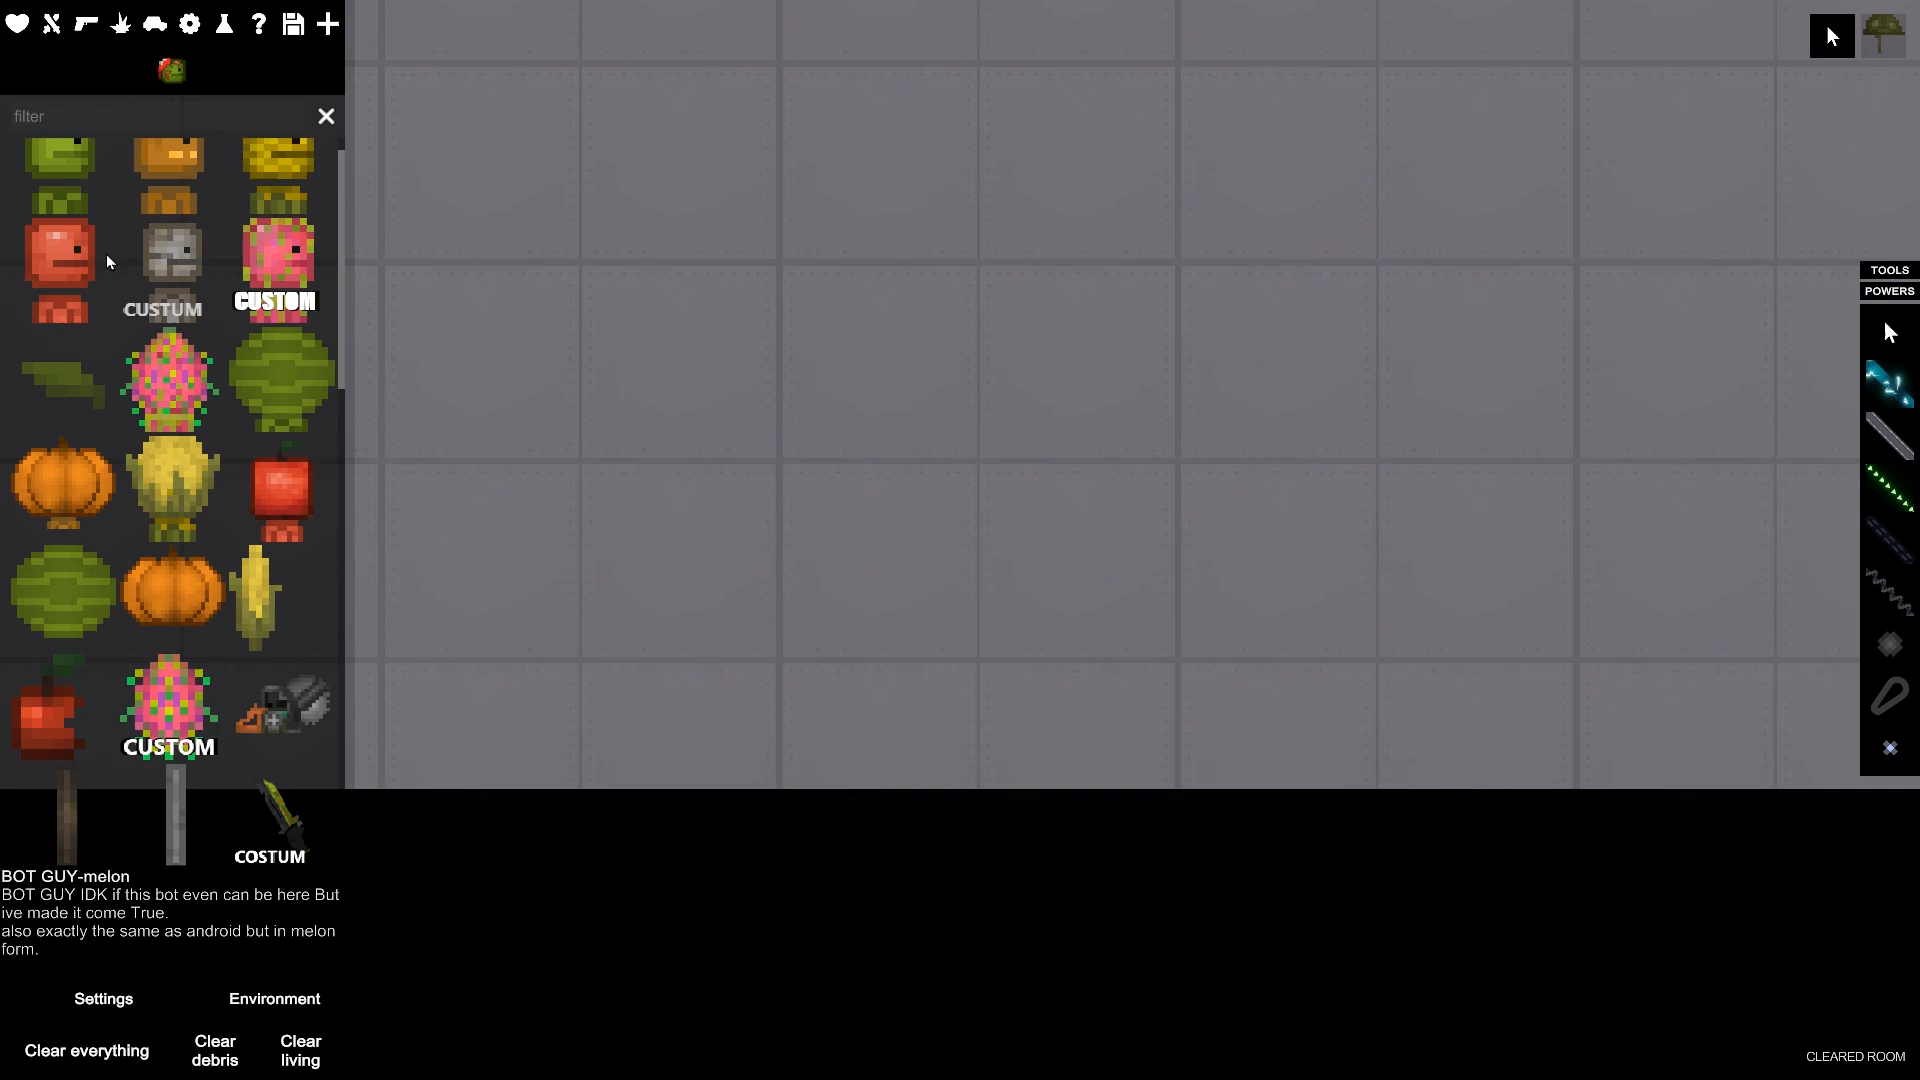 filter
TOOLS
POWERS
CUSTUM
CUSTOM
CUSTOM
COSTUM
BOT GUY-melon
BOT GUY IDK if this bot even can be here But
ive made it come True.
also exactly the same as android but in melon
form.
Settings
Environment
Clear everything
Clear
debris
Clear
living
CLEARED ROOM